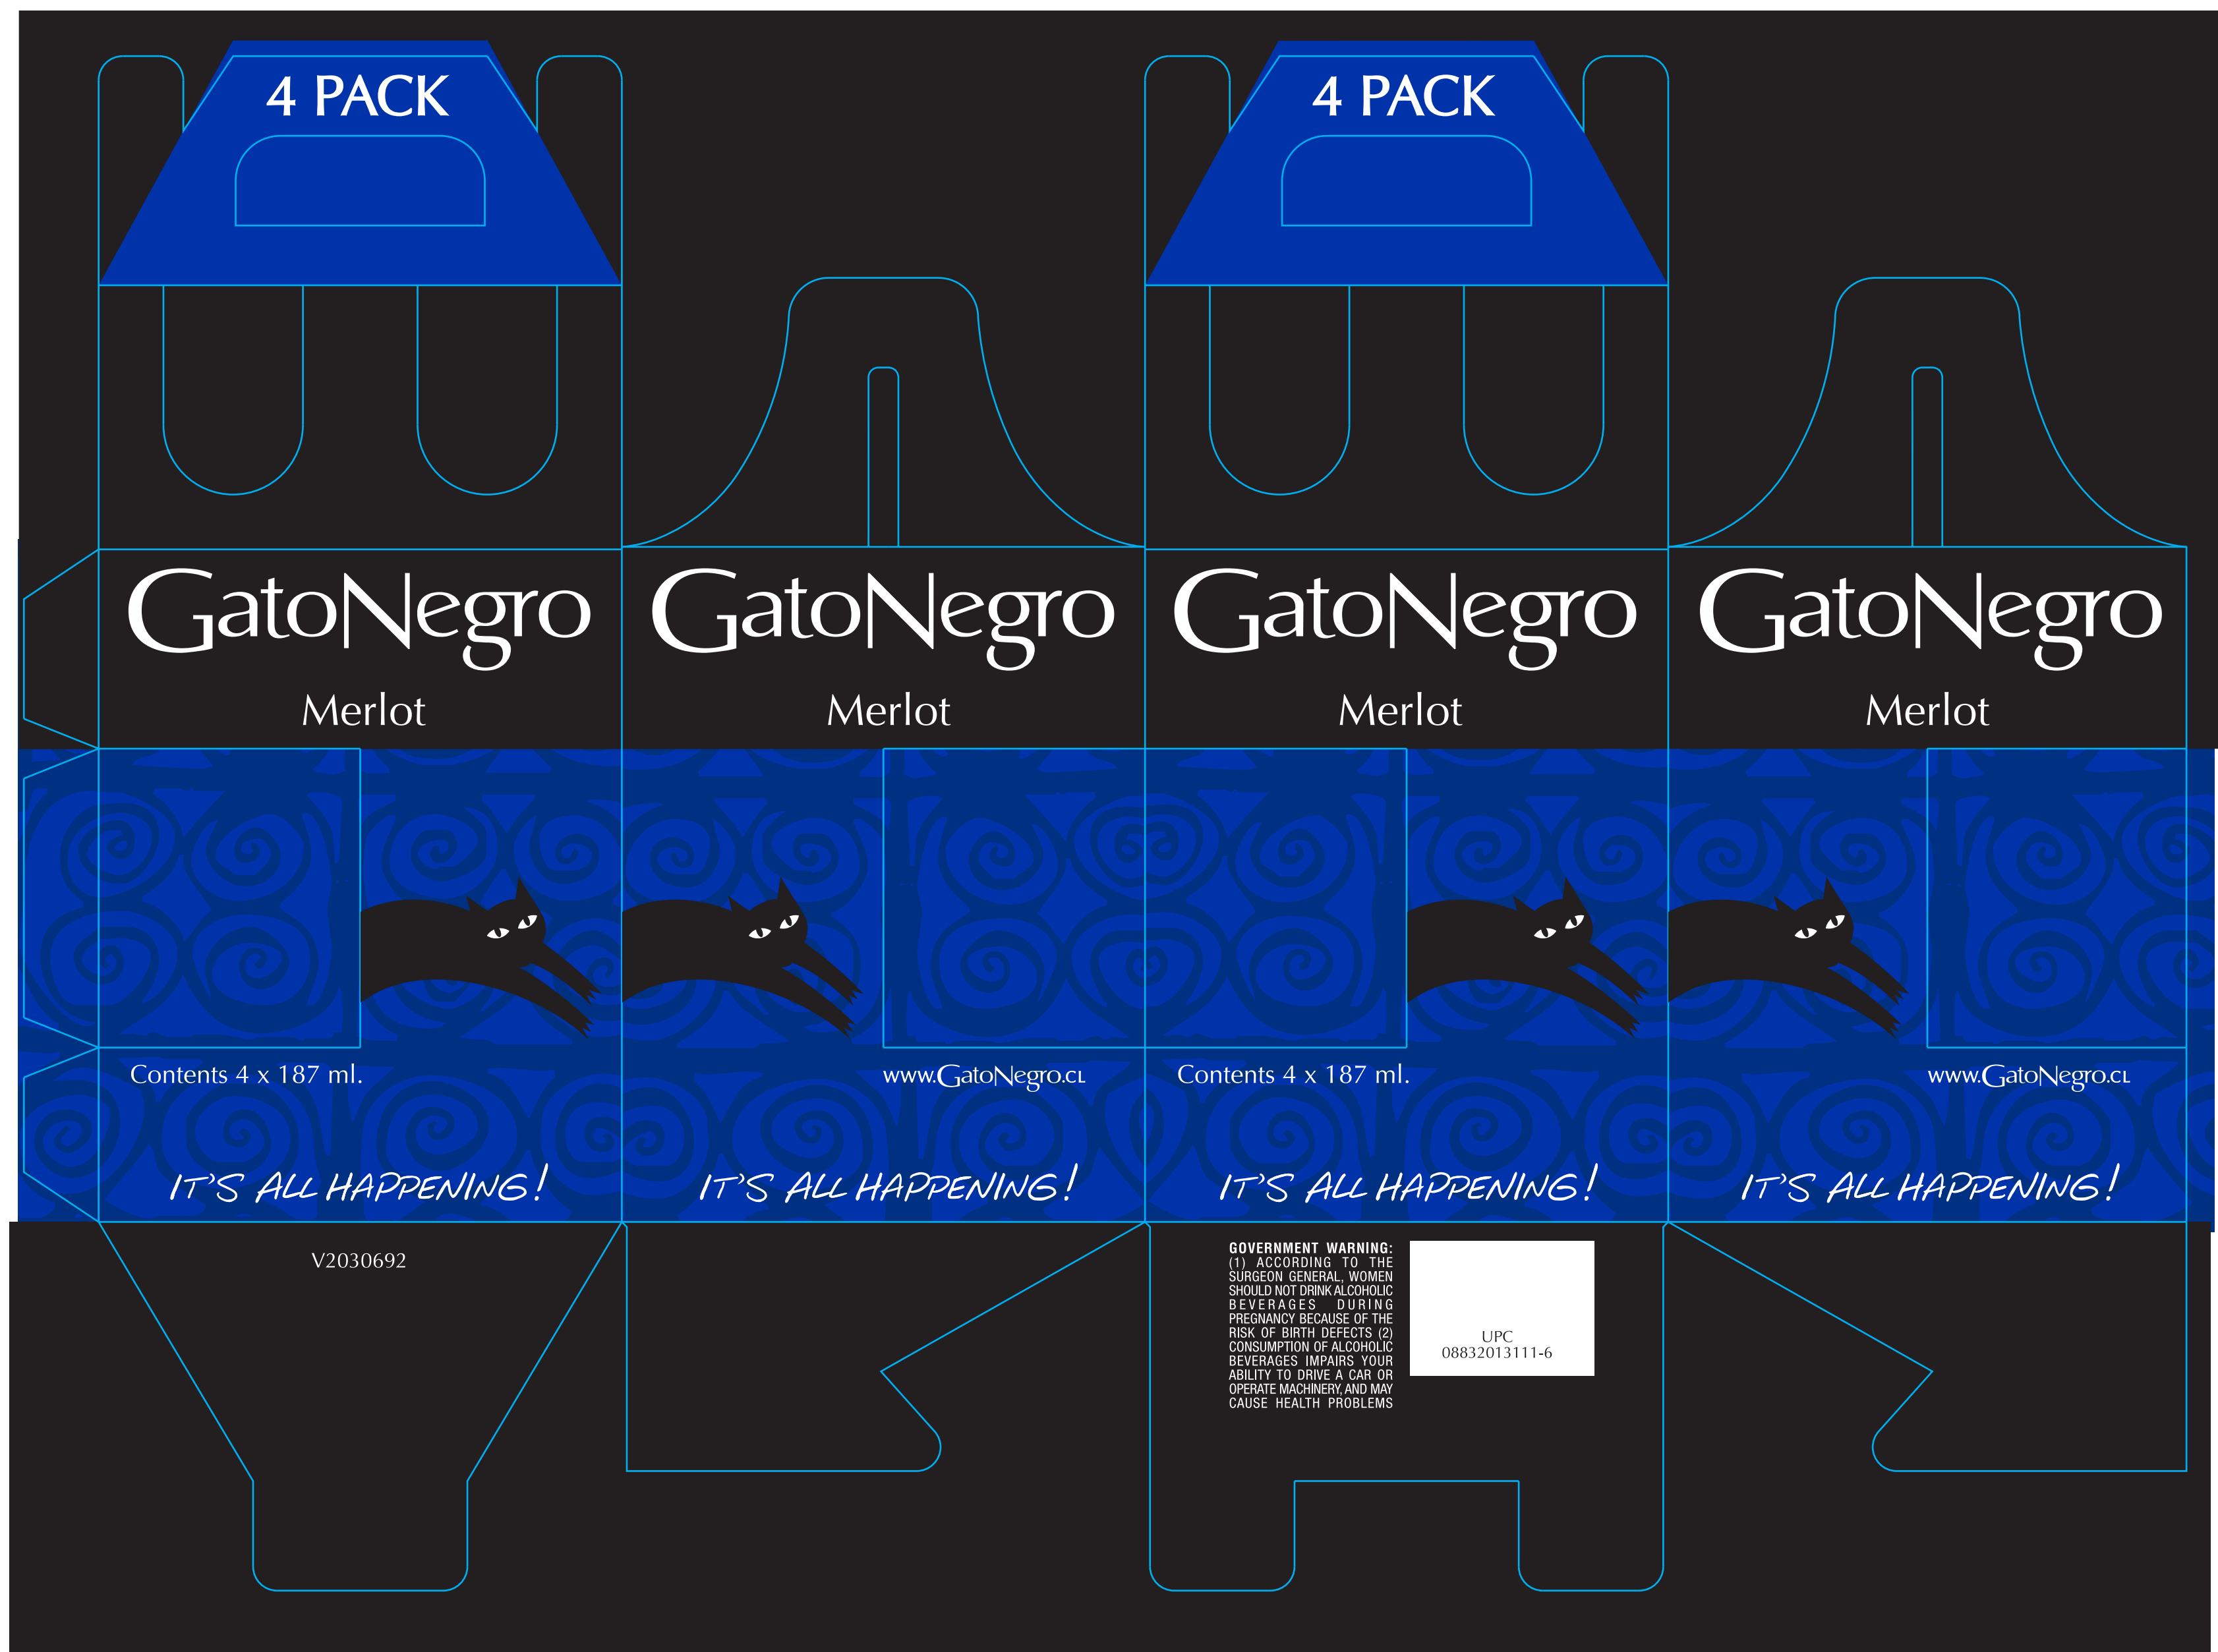 4 PACK
4 PACK
GatoNegro
GatoNegro
GatoNegro
GatoNegro
Merlot
Merlot
Merlot
Merlot
Contents 4 x 187 ml.
www.GatoNegro.CL
Contents 4 x 187 ml.
www.GatoNegro.CL
IT'S ALL HAPPENING!
IT'S ALL HAPPENING!
IT'S ALL HAPPENING!
IT'S ALL HAPPENING!
V2030692
GOVERNMENT WARNING:
(1) ACCORDING TO THE
SURGEON GENERAL, WOMEN
SHOULD NOT DRINK ALCOHOLIC
BEVERAGES DURING
PREGNANCY BECAUSE OF THE
RISK OF BIRTH DEFECTS (2)
CONSUMPTION OF ALCOHOLIC
BEVERAGES IMPAIRS YOUR
ABILITY TO DRIVE A CAR OR
OPERATE MACHINERY, AND MAY
CAUSE HEALTH PROBLEMS
UPC
08832013111-6